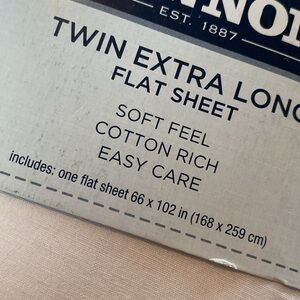 EST. 1887
TWIN EXTRA LONG
FLAT SHEET
SOFT FEEL
COTTON RICH
EASY CARE
includes: one flat sheet 66 x 102 in (168 x 259 cm)